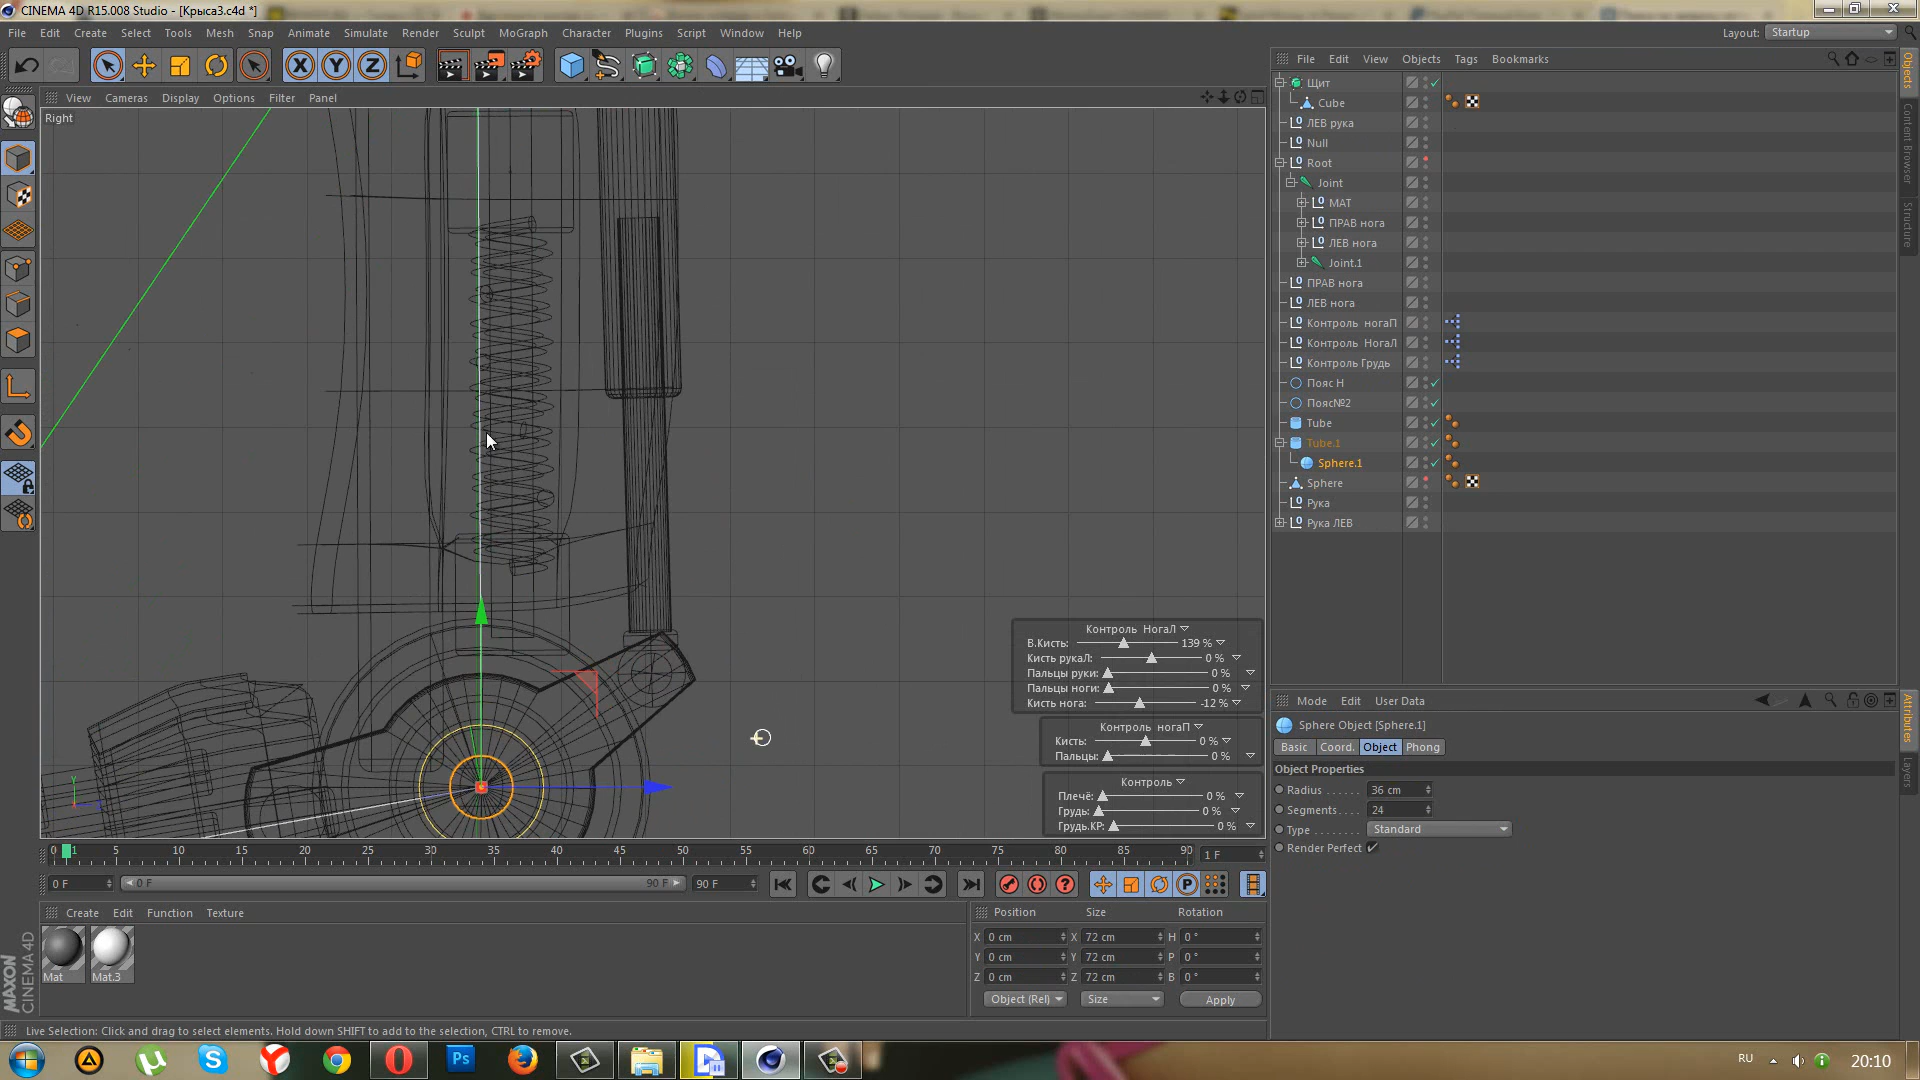 CINEMA 4D R15.008 Studio - [Крыса3.c4d *]
File Edit Create Select Tools Mesh Snap Animate Simulate Render Sculpt MoGraph Character Plugins Script Window Help
Layout: Startup
X Y Z
View Cameras Display Options Filter Panel
Right
File Edit View Objects Tags Bookmarks
Щит
Cube
ЛЕВ рука
Null
Root
Joint
МАТ
ПРАВ нога
ЛЕВ нога
Joint.1
ПРАВ нога
ЛЕВ нога
Контроль ногаП
Контроль НогаЛ
Контроль Грудь
Пояс Н
Пояс№2
Tube
Tube.1
Sphere.1
Sphere
Рука
Рука ЛЕВ
Objects
Content Browser
Structure
Контроль НогаЛ
В.Кисть: 139 %
Кисть рукаЛ: 0 %
Пальцы руки: 0 %
Пальцы ноги: 0 %
Кисть нога: -12 %
Контроль ногаП
Кисть: 0 %
Пальцы: 0 %
Контроль
Плечё: 0 %
Грудь: 0 %
Грудь.КР: 0 %
Y
Mode Edit User Data
Sphere Object [Sphere.1]
Basic Coord. Object Phong
Object Properties
Radius . . . . . . 36 cm
Segments . . . . 24
Type . . . . . . . . Standard
Render Perfect
Attributes
Layers
0 1 5 10 15 20 25 30 35 40 45 50 55 60 65 70 75 80 85 90 1 F
0 F 0 F 90 F 90 F
P
Create Edit Function Texture
Mat Mat.3
Position Size Rotation
X 0 cm X 72 cm H 0 °
Y 0 cm Y 72 cm P 0 °
Z 0 cm Z 72 cm B 0 °
Object (Rel) Size Apply
MAXON
CINEMA 4D
Live Selection: Click and drag to select elements. Hold down SHIFT to add to the selection, CTRL to remove.
Ps
RU 20:10